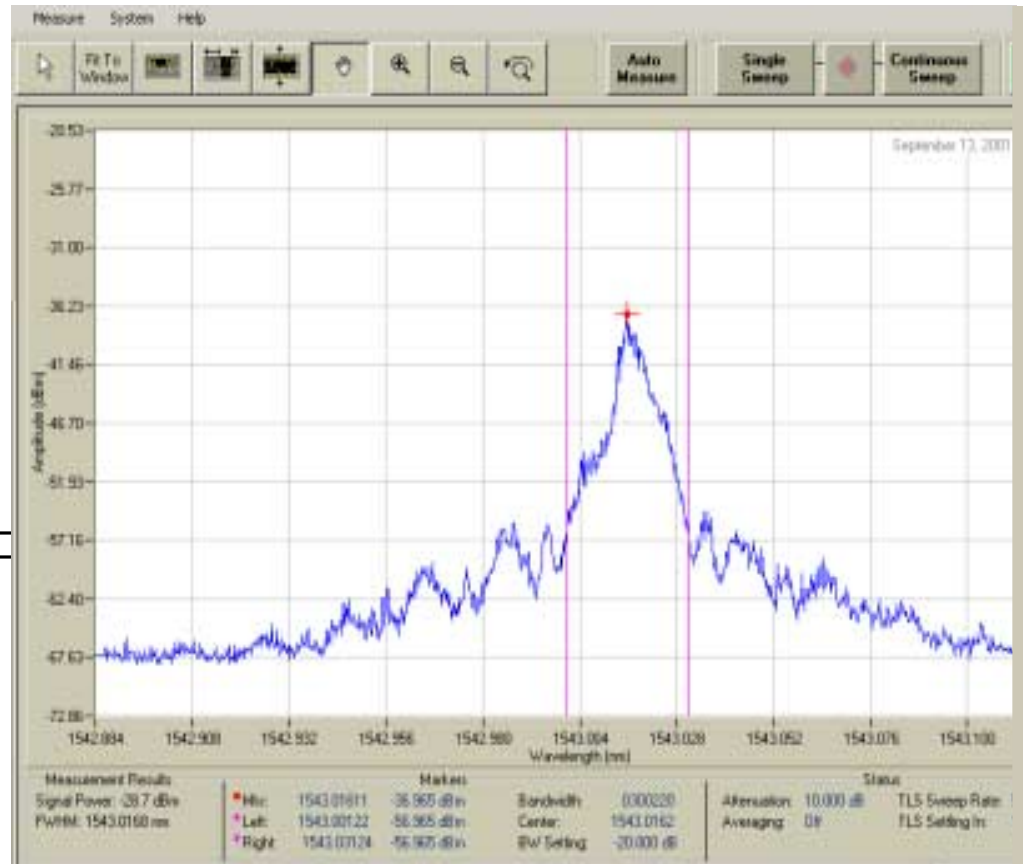 Measure System Help
Fit To
Window
Auto
Measure
Single
Sweep
Continuous
Sweep
September 13, 2001
-20.53
-25.77
-31.00
-36.23
-41.46
-46.70
-51.93
-57.16
-62.40
-67.63
-72.86
Amplitude (dBm)
1542.884 1542.908 1542.932 1542.956 1542.980 1543.004 1543.028 1543.052 1543.076 1543.100
Wavelength (nm)
Measurement Results Markers Status
Signal Power: -28.7 dBm Mkr: 1543.01611 -36.965 dBm Bandwidth: .0300220 Attenuation: 10.000 dB TLS Sweep Rate:
FWHM: 1543.0160 nm Left: 1543.00122 -56.965 dBm Center: 1543.0162 Averaging: Off TLS Settling In:
Right: 1543.03124 -56.965 dBm BW Setting: -20.000 dB